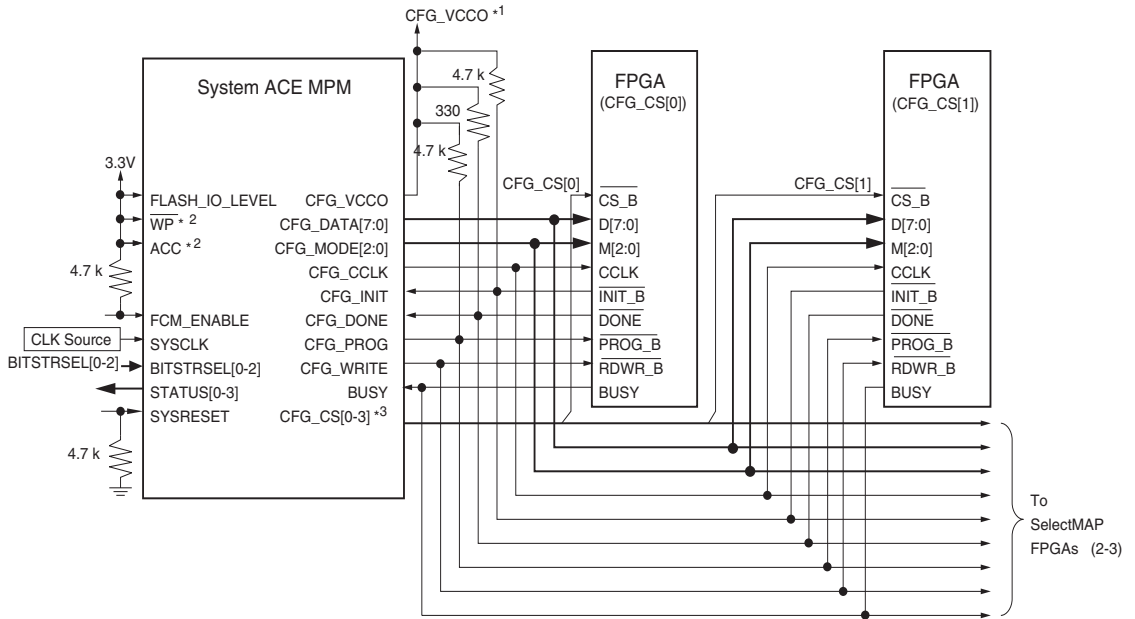 CFG_VCCO *1
System ACE MPM
4.7 k
330
4.7 k
3.3V
FLASH_IO_LEVEL
WP *2
ACC *2
4.7 k
FCM_ENABLE
CLK Source
SYSCLK
BITSTRSEL[0-2]
BITSTRSEL[0-2]
STATUS[0-3]
SYSRESET
4.7 k
CFG_VCCO
CFG_DATA[7:0]
CFG_MODE[2:0]
CFG_CCLK
CFG_INIT
CFG_DONE
CFG_PROG
CFG_WRITE
BUSY
CFG_CS[0-3] *3
FPGA
(CFG_CS[0])
CFG_CS[0]
CS_B
D[7:0]
M[2:0]
CCLK
INIT_B
DONE
PROG_B
RDWR_B
BUSY
FPGA
(CFG_CS[1])
CFG_CS[1]
CS_B
D[7:0]
M[2:0]
CCLK
INIT_B
DONE
PROG_B
RDWR_B
BUSY
To
SelectMAP
FPGAs (2-3)